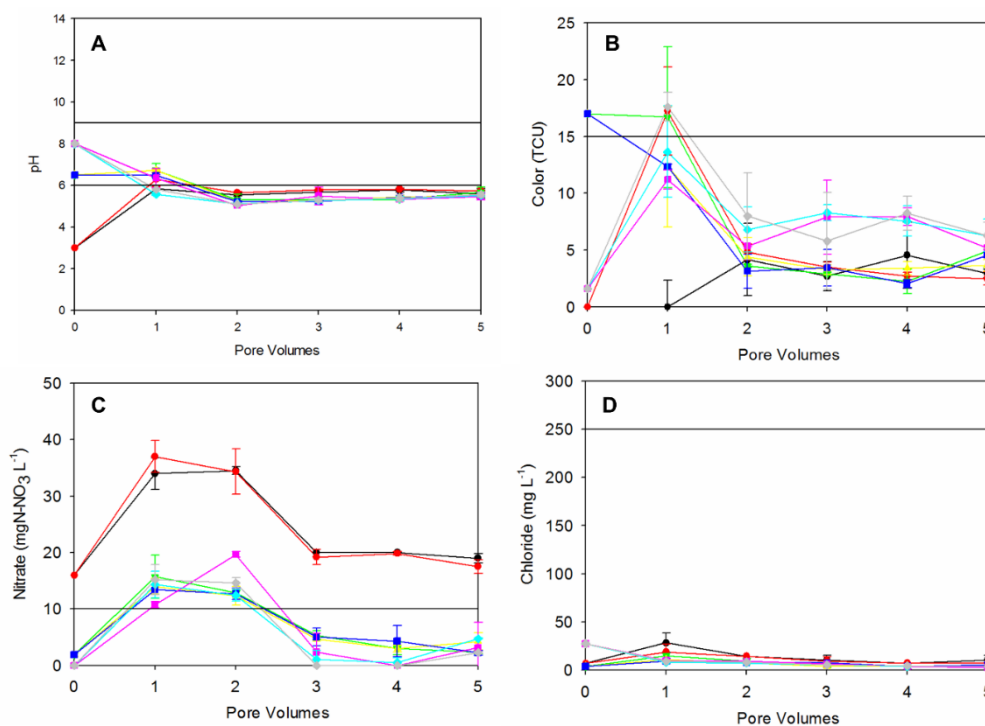 A
14
12
10
8
6
4
2
0
pH
0 1 2 3 4 5
Pore Volumes
B
25
20
15
10
5
0
Color (TCU)
0 1 2 3 4 5
Pore Volumes
C
50
40
30
20
10
0
Nitrate (mgN-NO3 L-1)
0 1 2 3 4 5
Pore Volumes
D
300
250
200
150
100
50
0
Chloride (mg L-1)
0 1 2 3 4 5
Pore Volumes